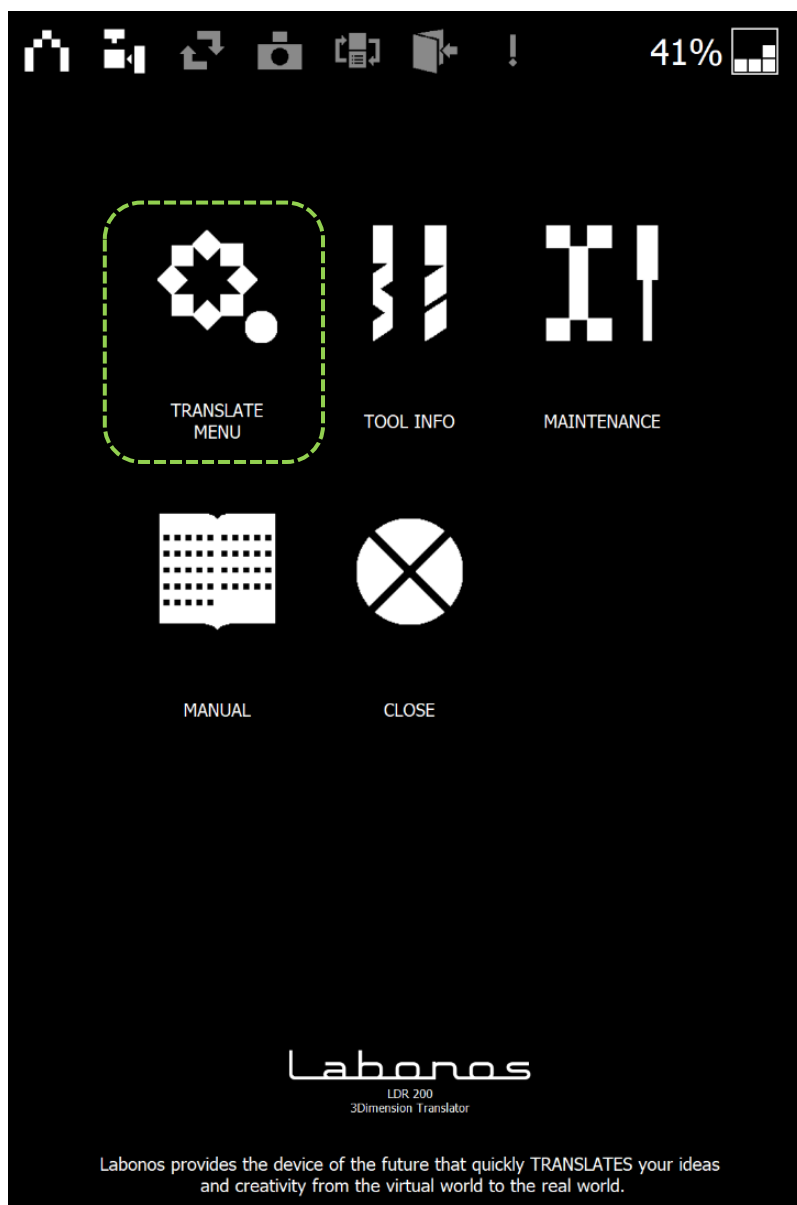 41%
TRANSLATE
MENU
TOOL INFO
MAINTENANCE
MANUAL
CLOSE
Labonos
LDR 200
3Dimension Translator
Labonos provides the device of the future that quickly TRANSLATES your ideas
and creativity from the virtual world to the real world.